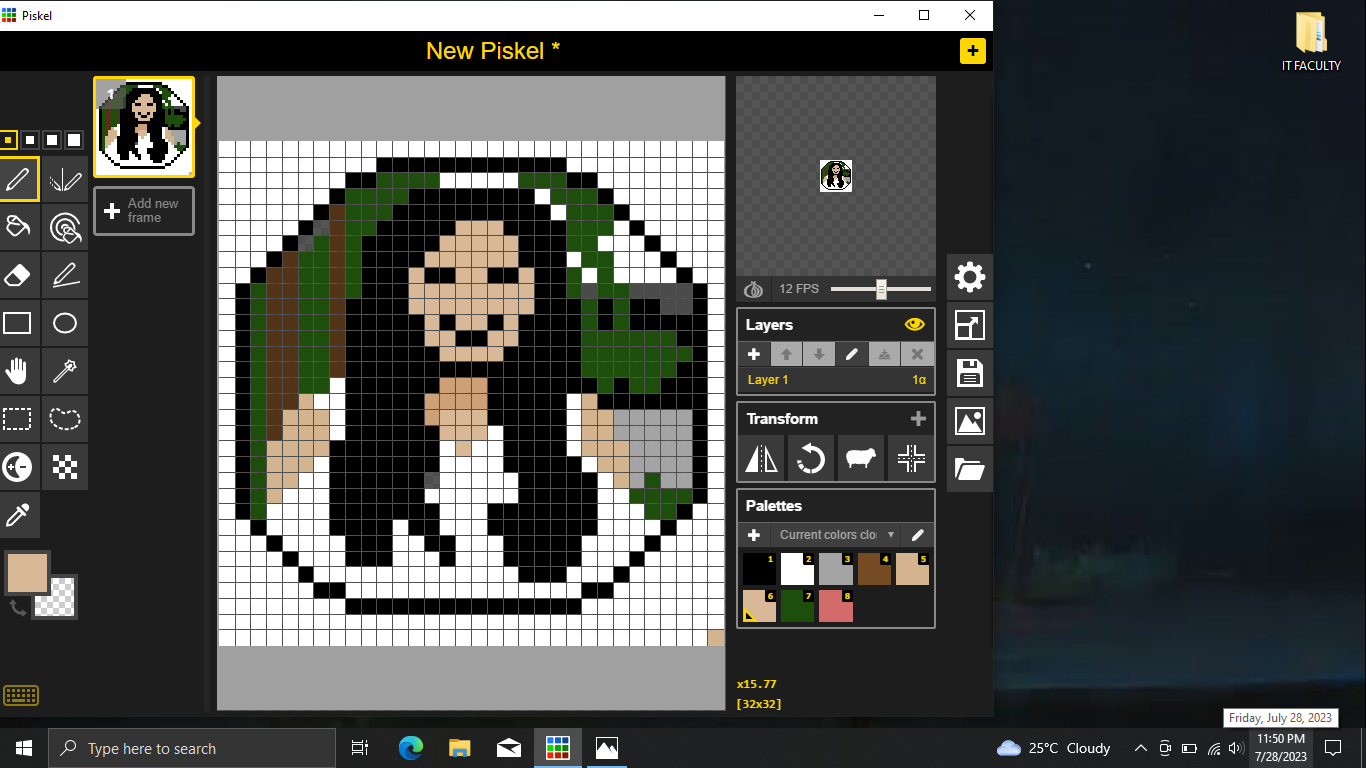 Piskel
New Piskel *
+
IT FACULTY
1
Add new
frame
12 FPS
Layers
Layer 1
1α
Transform
Palettes
Current colors clo
1 2 3 4 5
6 7 8
x15.77
[32x32]
Friday, July 28, 2023
Type here to search
25°C Cloudy
11:50 PM
7/28/2023